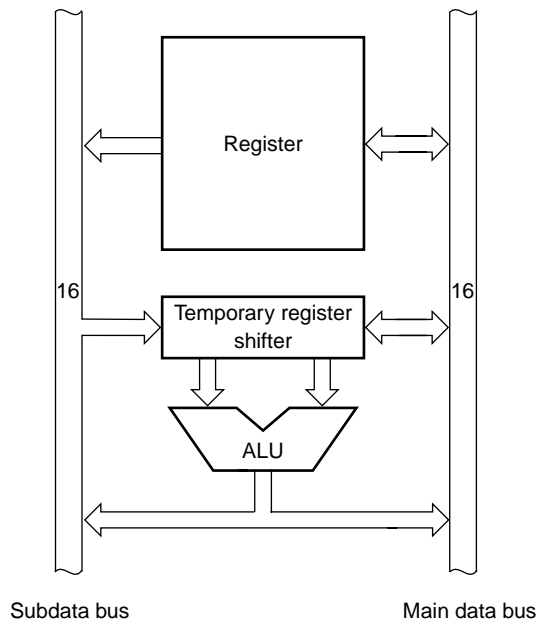 Register
16
16
Temporary register
shifter
ALU
Subdata bus
Main data bus